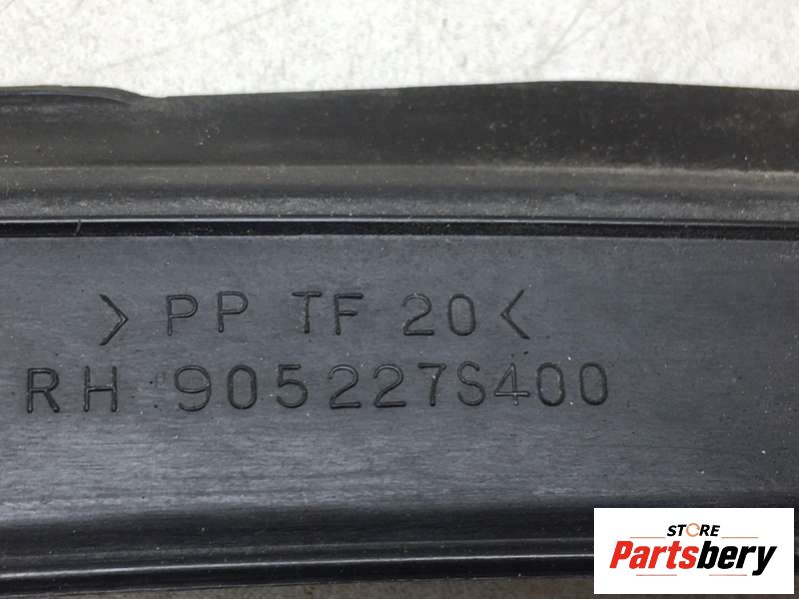 >PP TF 20<
RH 905227S400
STORE
Partsbery